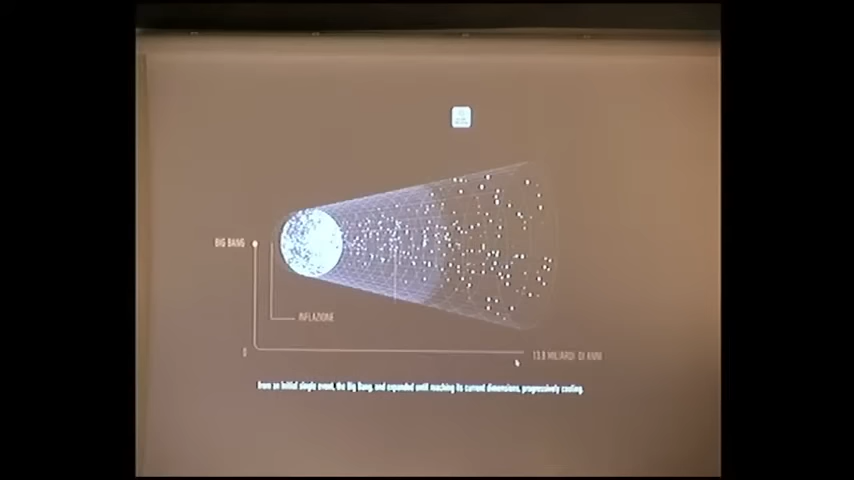 BIG BANG
INFLAZIONE
0
13.8 MILIARDI DI ANNI
from an initial single event, the Big Bang, and expanded until reaching its current dimensions, progressively cooling.